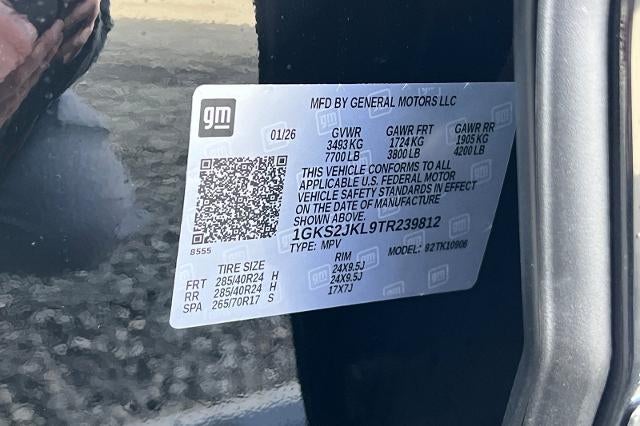 gm
MFD BY GENERAL MOTORS LLC
01/26 GVWR GAWR FRT GAWR RR
3493 KG 1724 KG 1905 KG
7700 LB 3800 LB 4200 LB
THIS VEHICLE CONFORMS TO ALL
APPLICABLE U.S. FEDERAL MOTOR
VEHICLE SAFETY STANDARDS IN EFFECT
ON THE DATE OF MANUFACTURE
SHOWN ABOVE.
1GKS2JKL9TR239812
8555 TYPE: MPV MODEL: 82TK10906
TIRE SIZE RIM
FRT 285/40R24 H 24X9.5J
RR 285/40R24 H 24X9.5J
SPA 265/70R17 S 17X7J